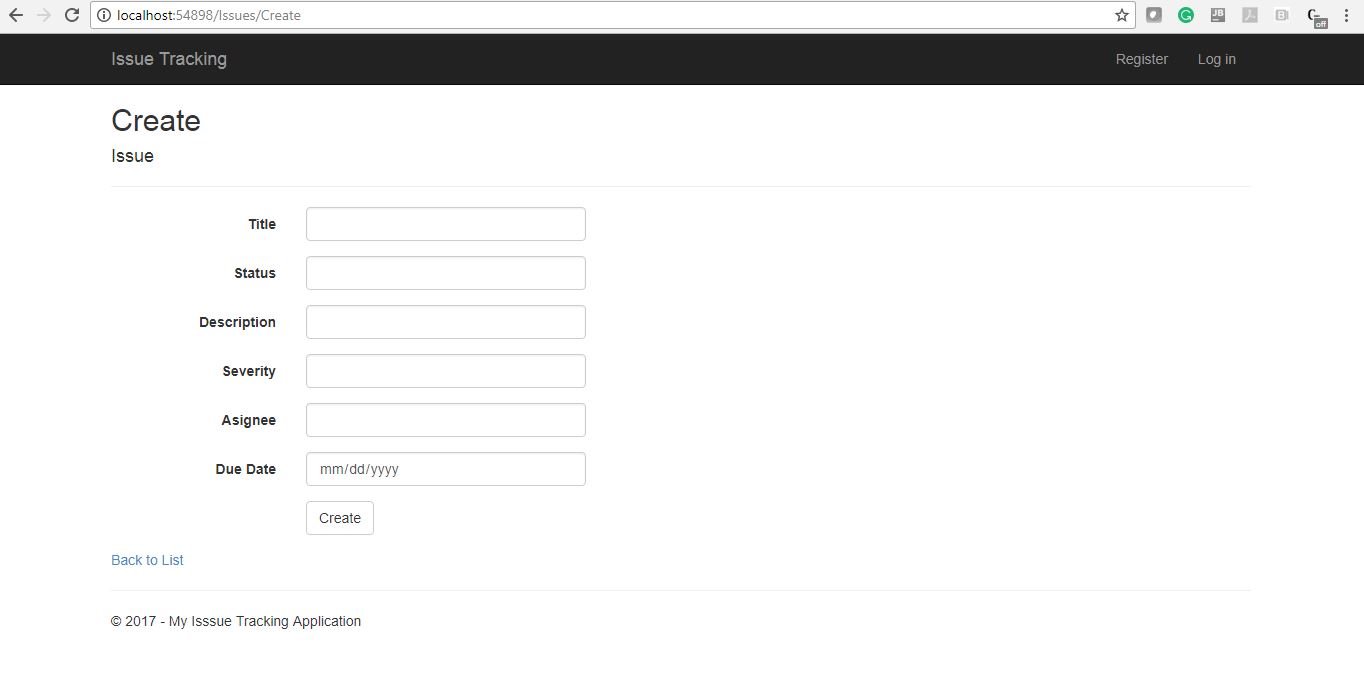 localhost:54898/Issues/Create
JB
B
off
Issue Tracking
Register
Log in
Create
Issue
Title
Status
Description
Severity
Asignee
Due Date
mm/dd/yyyy
Create
Back to List
© 2017 - My Isssue Tracking Application